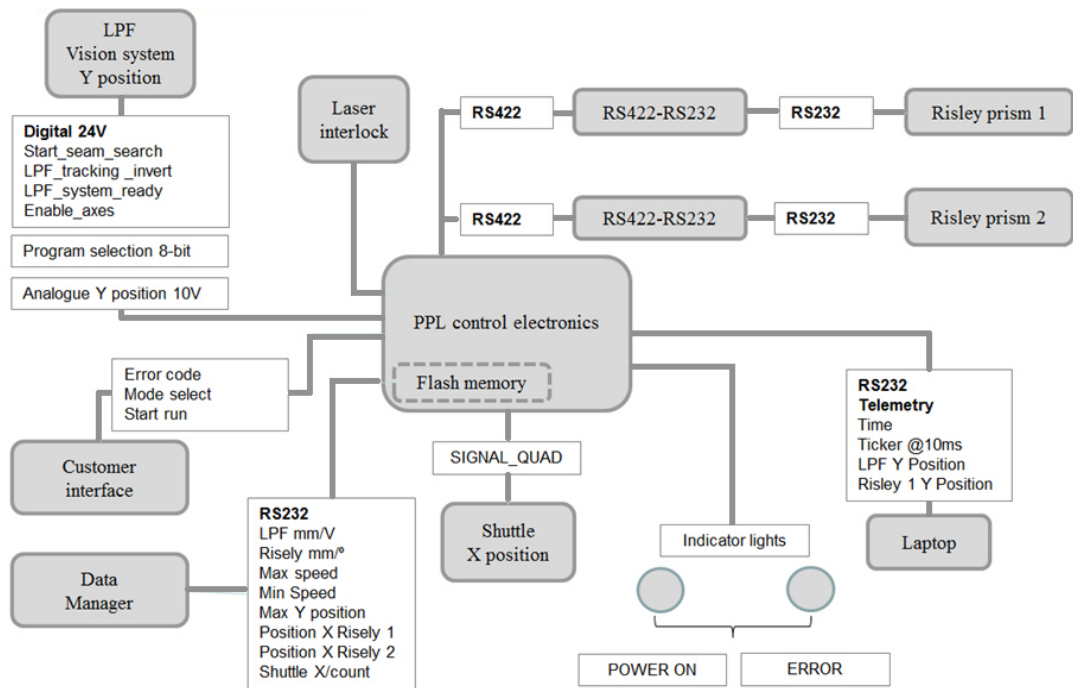 LPF
Vision system
Y position
Digital 24V
Start_seam_search
LPF_tracking _invert
LPF_system_ready
Enable_axes
Program selection 8-bit
Analogue Y position 10V
Laser
interlock
RS422
RS422-RS232
RS232
Risley prism 1
RS422
RS422-RS232
RS232
Risley prism 2
PPL control electronics
Flash memory
Error code
Mode select
Start run
Customer
interface
Data
Manager
RS232
LPF mm/V
Risely mm/º
Max speed
Min Speed
Max Y position
Position X Risely 1
Position X Risely 2
Shuttle X/count
SIGNAL_QUAD
Shuttle
X position
Indicator lights
POWER ON
ERROR
RS232
Telemetry
Time
Ticker @10ms
LPF Y Position
Risley 1 Y Position
Laptop